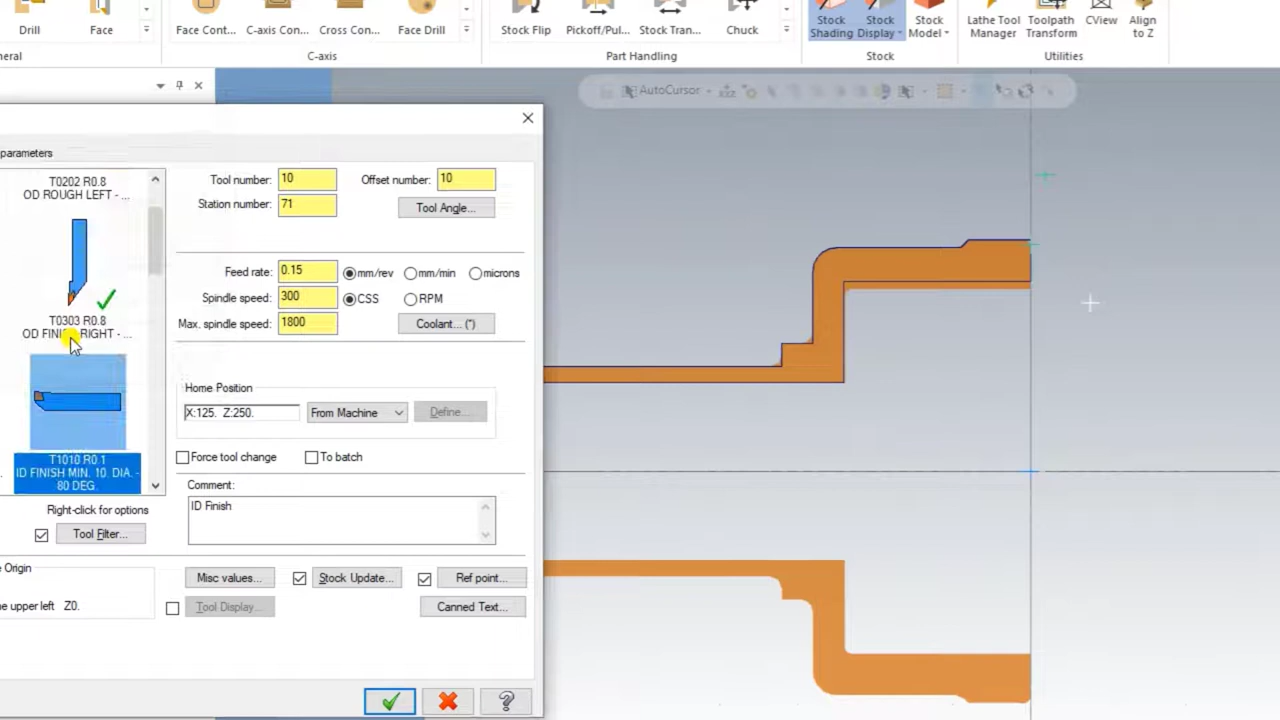 Drill
Face
Face Cont...
C-axis Con...
Cross Con...
Face Drill
Stock Flip
Pickoff/Pul...
Stock Tran...
Chuck
Stock Shading
Stock Display
Stock Model
Lathe Tool Manager
Toolpath Transform
CView
Align to Z
neral
C-axis
Part Handling
Stock
Utilities
AutoCursor
parameters
T0202 R0.8
OD ROUGH LEFT - ...
T0303 R0.8
OD FINISH RIGHT - ...
T1010 R0.1
ID FINISH MIN. 10. DIA. -
80 DEG.
Right-click for options
Tool Filter...
Tool number: 10
Offset number: 10
Station number: 71
Tool Angle...
Feed rate: 0.15 mm/rev mm/min microns
Spindle speed: 300 CSS RPM
Max. spindle speed: 1800 Coolant... (*)
Home Position
X:125. Z:250. From Machine Define...
Force tool change To batch
Comment:
ID Finish
e Origin
ne upper left Z0.
Misc values... Stock Update... Ref point...
Tool Display... Canned Text...